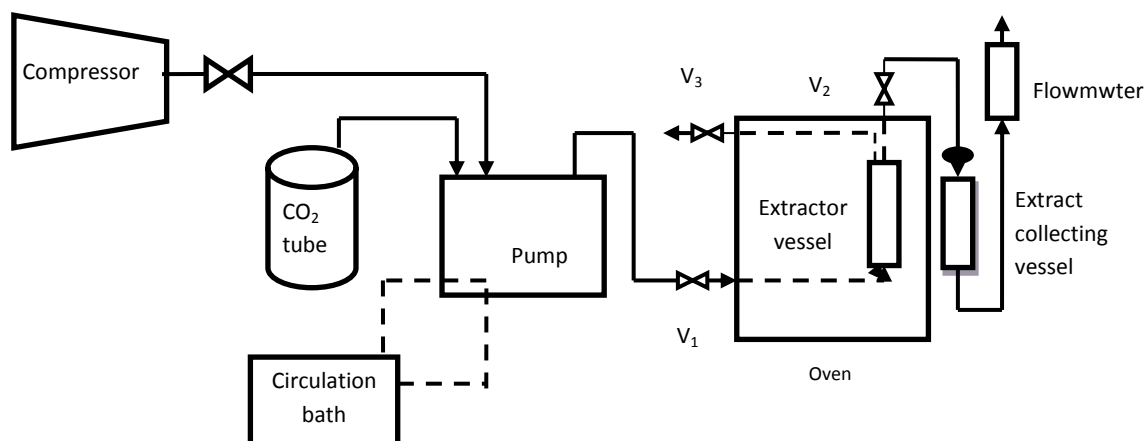 Compressor
CO₂
tube
Pump
Circulation
bath
V₁
V₃
V₂
Extractor
vessel
Oven
Flowmwter
Extract
collecting
vessel